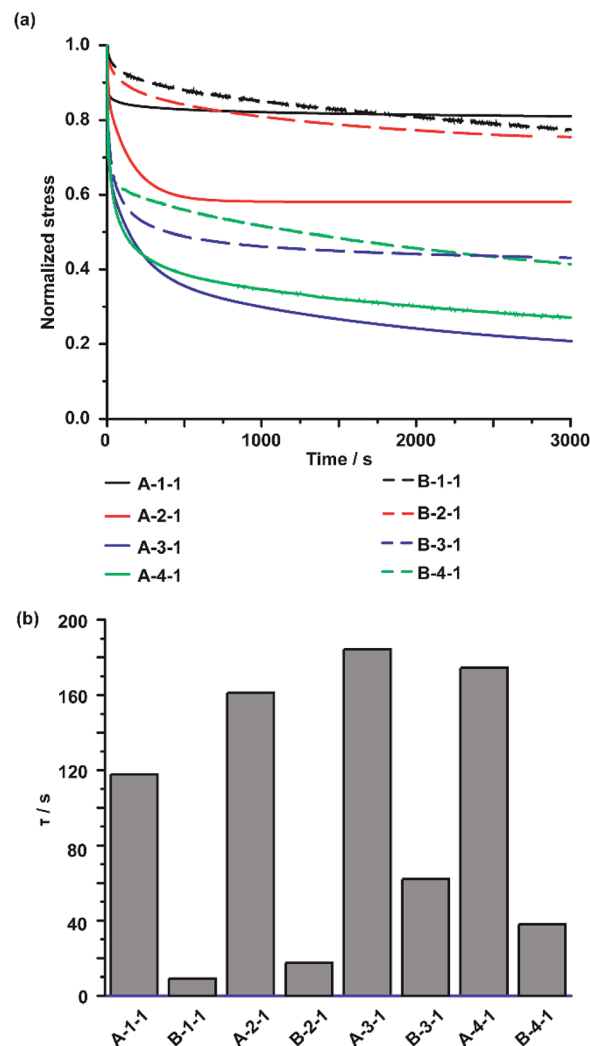 (a)
1.0
0.8
0.6
0.4
0.2
0.0
Normalized stress
0 1000 2000 3000
Time / s
A-1-1 B-1-1
A-2-1 B-2-1
A-3-1 B-3-1
A-4-1 B-4-1
(b)
200
160
120
80
40
0
τ / s
A-1-1 B-1-1 A-2-1 B-2-1 A-3-1 B-3-1 A-4-1 B-4-1